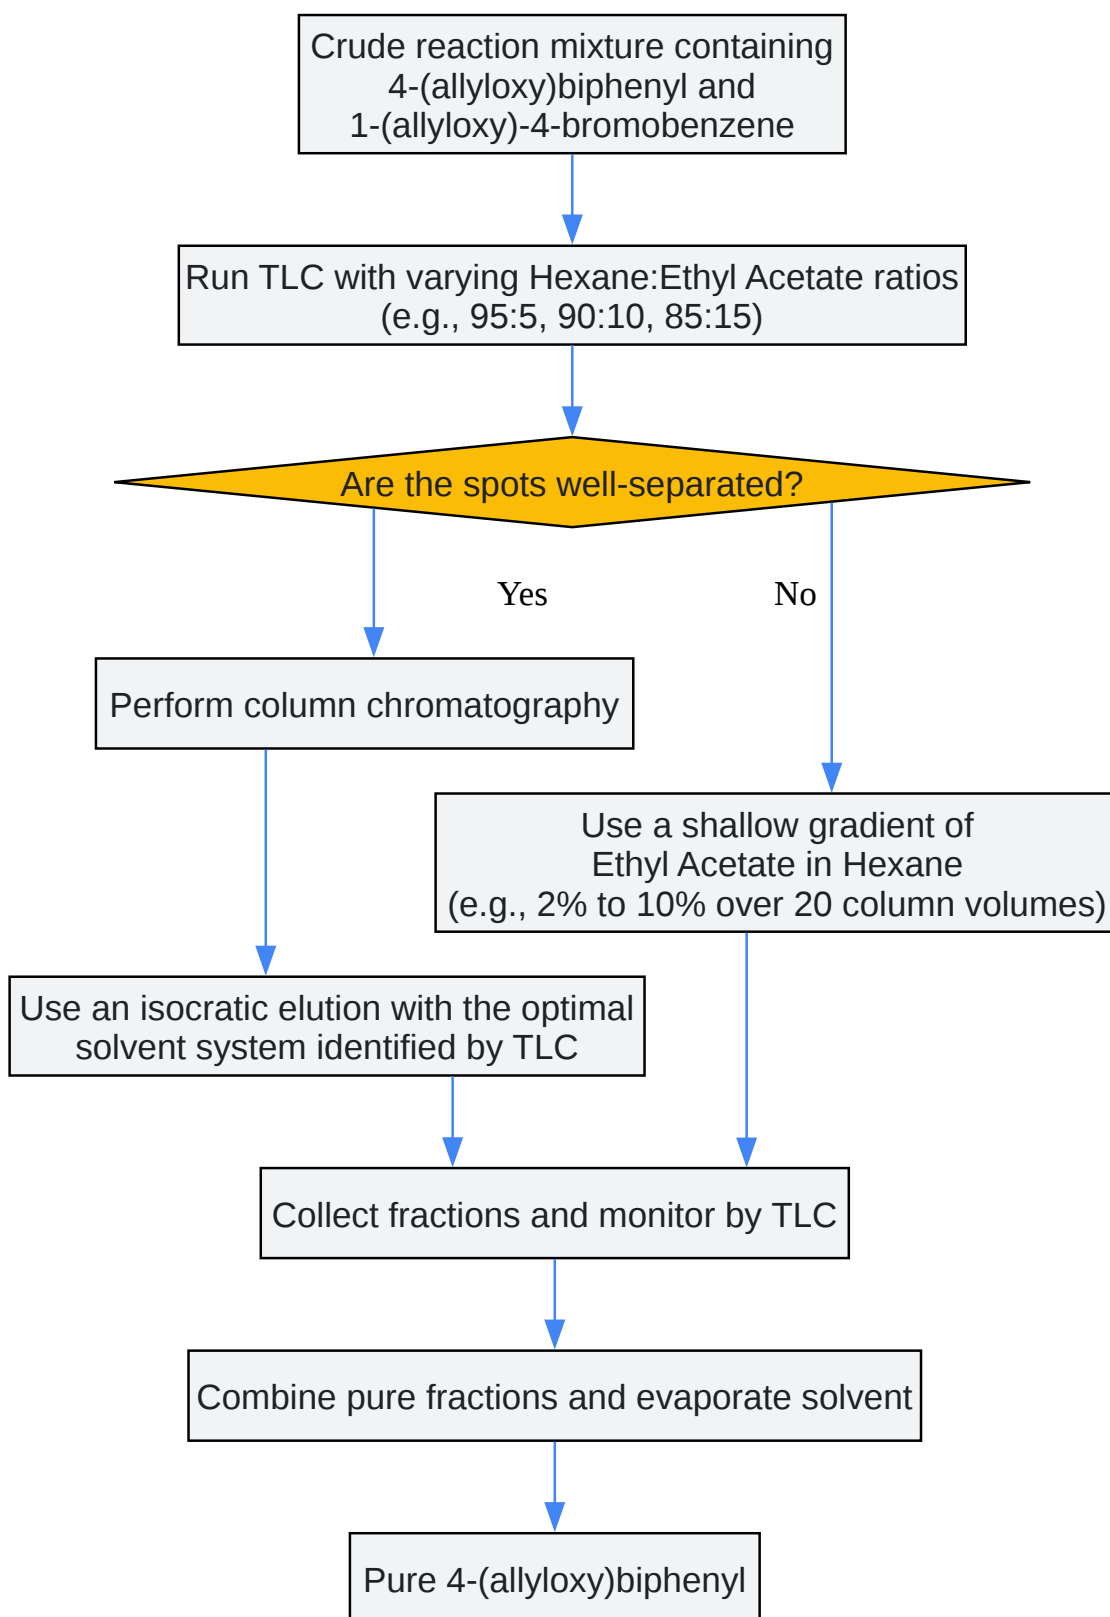 Crude reaction mixture containing
4-(allyloxy)biphenyl and
1-(allyloxy)-4-bromobenzene
Run TLC with varying Hexane:Ethyl Acetate ratios
(e.g., 95:5, 90:10, 85:15)
Are the spots well-separated?
Yes
No
Perform column chromatography
Use a shallow gradient of
Ethyl Acetate in Hexane
(e.g., 2% to 10% over 20 column volumes)
Use an isocratic elution with the optimal
solvent system identified by TLC
Collect fractions and monitor by TLC
Combine pure fractions and evaporate solvent
Pure 4-(allyloxy)biphenyl